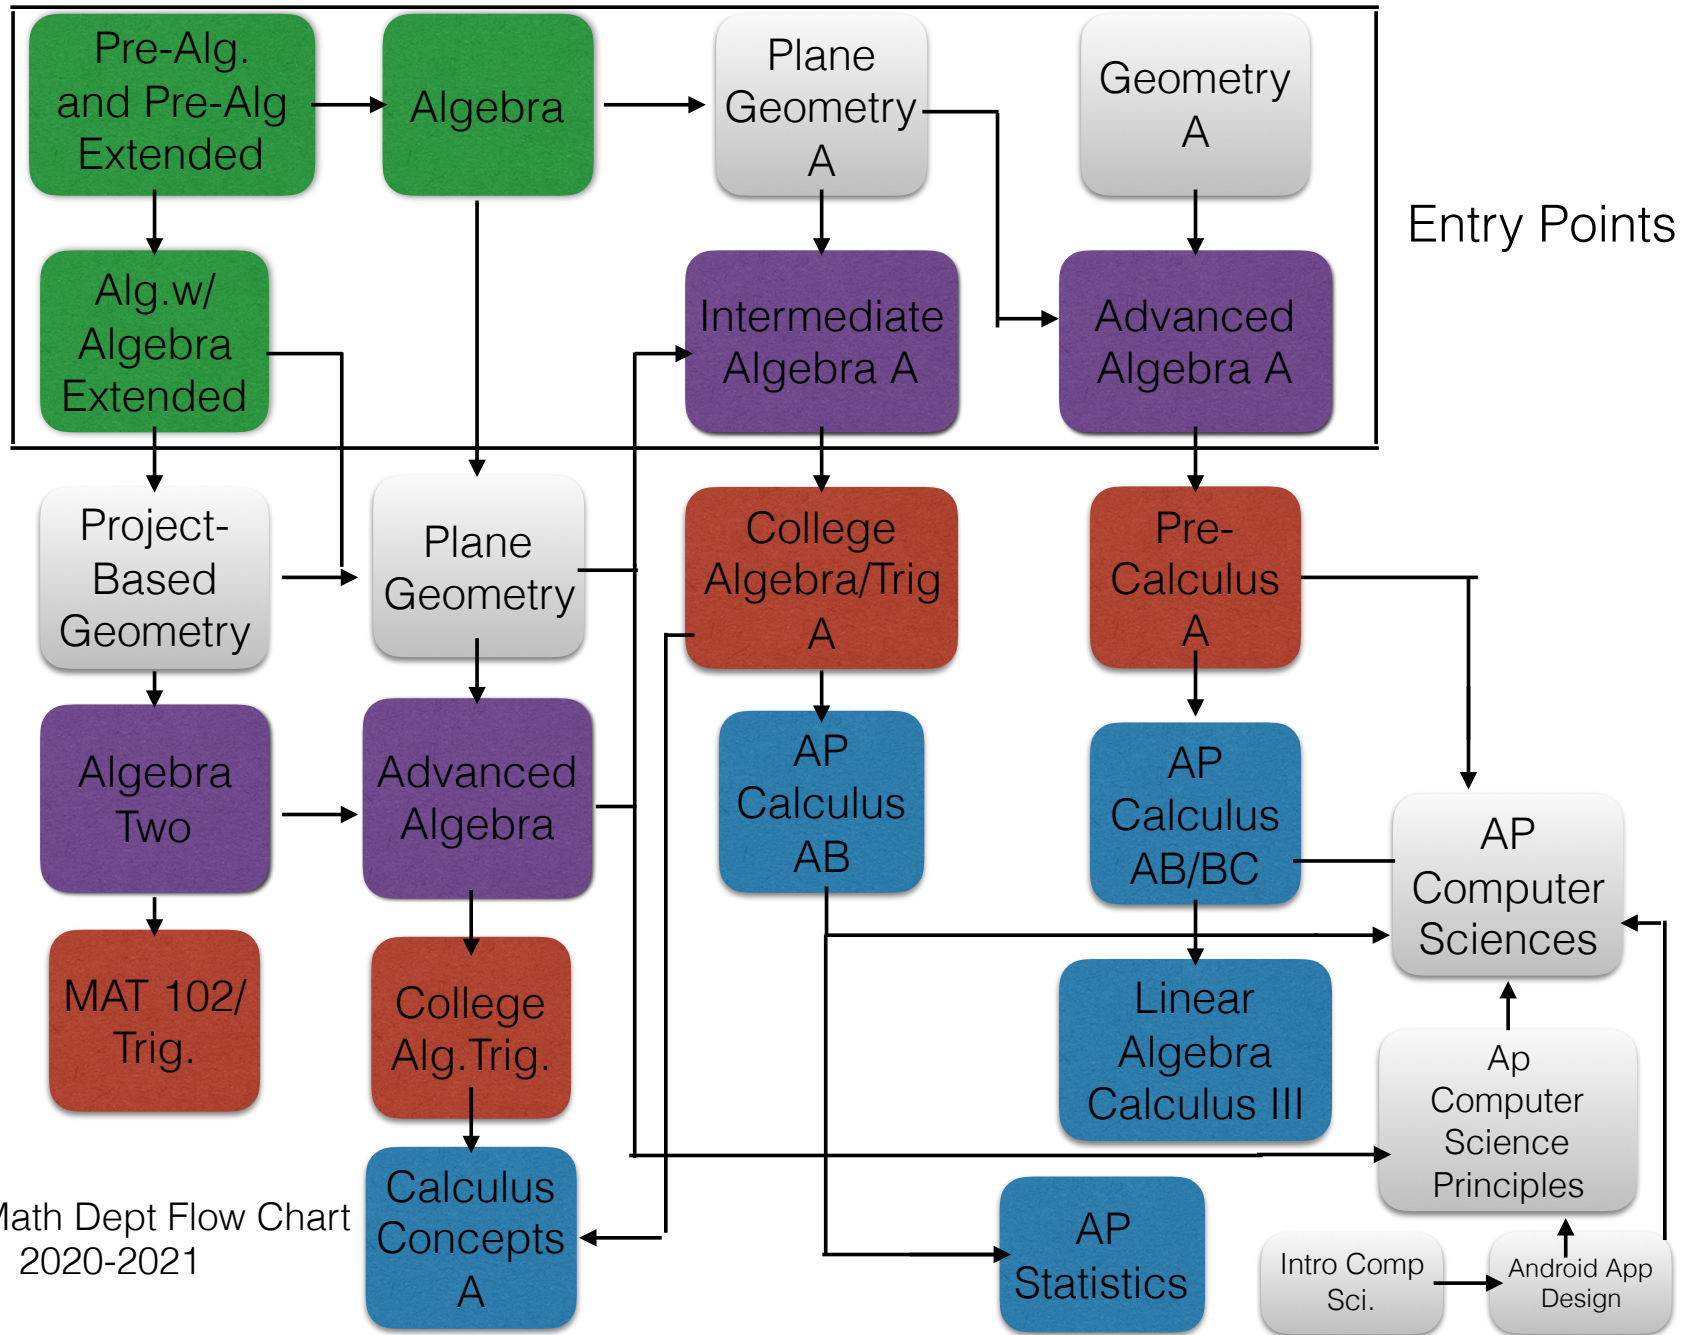 Pre-Alg.
and Pre-Alg
Extended
Algebra
Plane
Geometry
A
Geometry
A
Entry Points
Alg.w/
Algebra
Extended
Intermediate
Algebra A
Advanced
Algebra A
Project-
Based
Geometry
Plane
Geometry
College
Algebra/Trig
A
Pre-
Calculus
A
Algebra
Two
Advanced
Algebra
AP
Calculus
AB
AP
Calculus
AB/BC
AP
Computer
Sciences
MAT 102/
Trig.
College
Alg.Trig.
Linear
Algebra
Calculus III
Ap
Computer
Science
Principles
Calculus
Concepts
A
AP
Statistics
Intro Comp
Sci.
Android App
Design
Math Dept Flow Chart
2020-2021